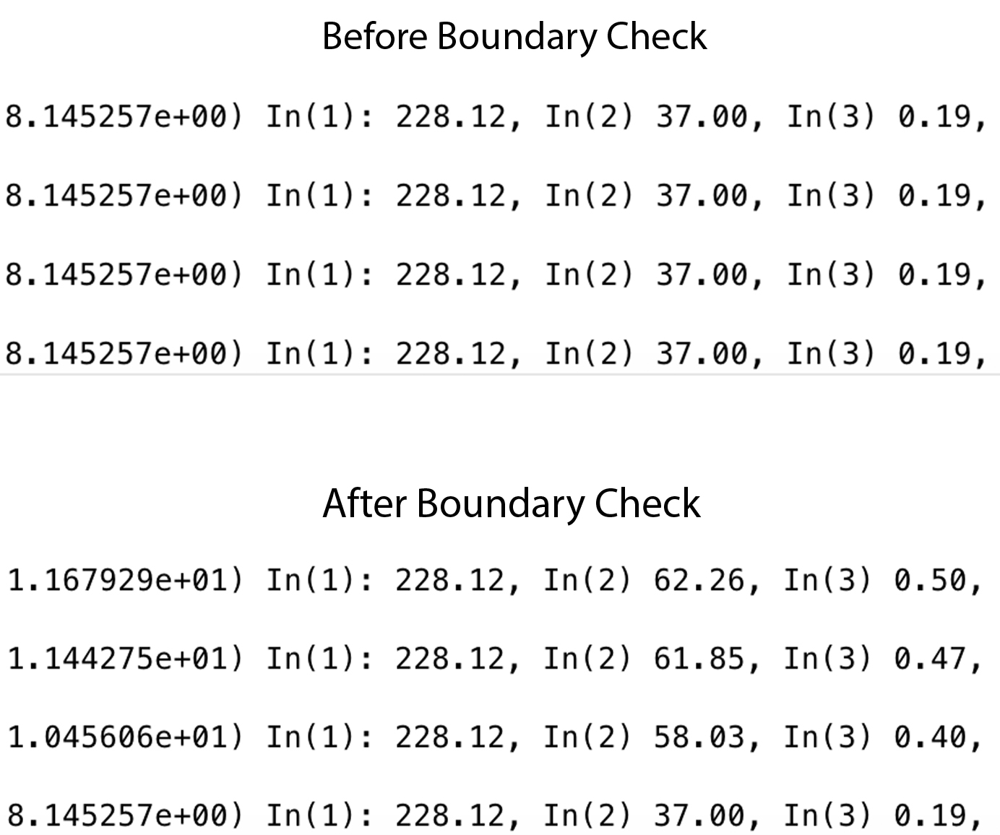 Before Boundary Check
8.145257e+00) In(1): 228.12, In(2) 37.00, In(3) 0.19,
8.145257e+00) In(1): 228.12, In(2) 37.00, In(3) 0.19,
8.145257e+00) In(1): 228.12, In(2) 37.00, In(3) 0.19,
8.145257e+00) In(1): 228.12, In(2) 37.00, In(3) 0.19,
After Boundary Check
1.167929e+01) In(1): 228.12, In(2) 62.26, In(3) 0.50,
1.144275e+01) In(1): 228.12, In(2) 61.85, In(3) 0.47,
1.045606e+01) In(1): 228.12, In(2) 58.03, In(3) 0.40,
8.145257e+00) In(1): 228.12, In(2) 37.00, In(3) 0.19,